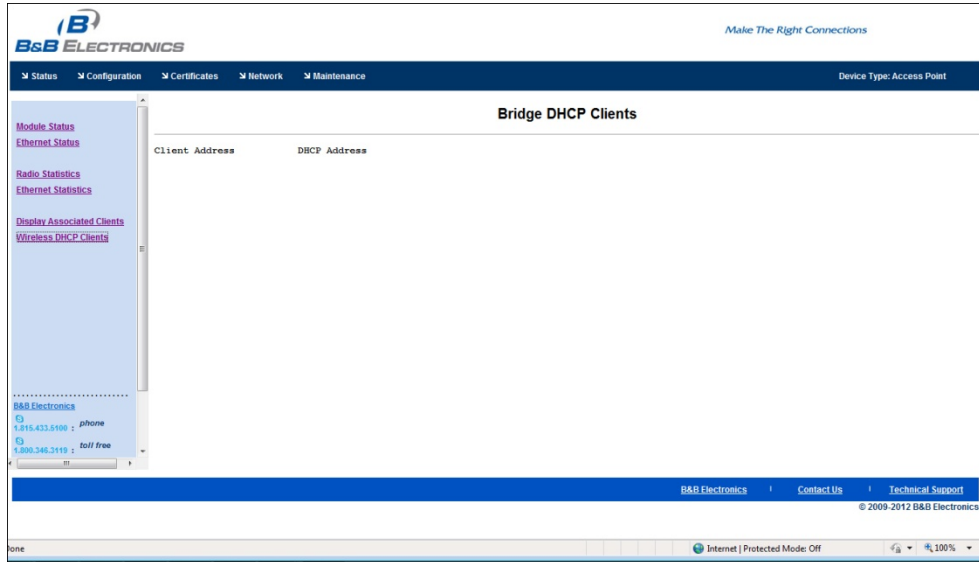 B&B ELECTRONICS
Make The Right Connections
Status Configuration Certificates Network Maintenance Device Type: Access Point
Bridge DHCP Clients
Client Address DHCP Address
Module Status
Ethernet Status
Radio Statistics
Ethernet Statistics
Display Associated Clients
Wireless DHCP Clients
B&B Electronics
1.815.433.5100 : phone
1.800.346.3119 : toll free
B&B Electronics | Contact Us | Technical Support
© 2009-2012 B&B Electronics
Done Internet | Protected Mode: Off 100%